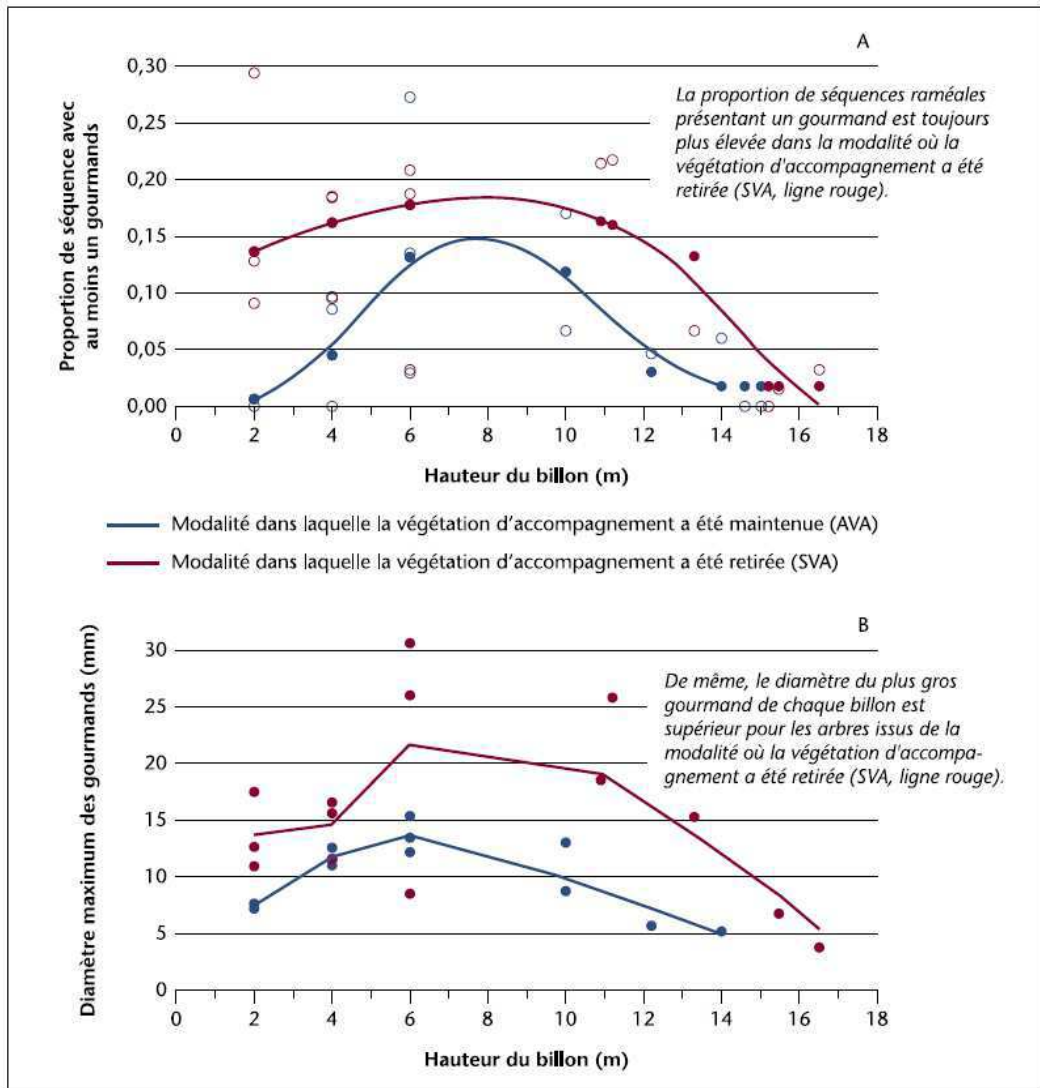 A
0,30
0,25
0,20
0,15
0,10
0,05
0,00
Proportion de séquence avec
au moins un gourmands
La proportion de séquences raméales
présentant un gourmand est toujours
plus élevée dans la modalité où la
végétation d'accompagnement a été
retirée (SVA, ligne rouge).
0 2 4 6 8 10 12 14 16 18
Hauteur du billon (m)
Modalité dans laquelle la végétation d'accompagnement a été maintenue (AVA)
Modalité dans laquelle la végétation d'accompagnement a été retirée (SVA)
B
30
25
20
15
10
5
0
Diamètre maximum des gourmands (mm)
De même, le diamètre du plus gros
gourmand de chaque billon est
supérieur pour les arbres issus de la
modalité où la végétation d'accompa-
gnement a été retirée (SVA, ligne rouge).
0 2 4 6 8 10 12 14 16 18
Hauteur du billon (m)